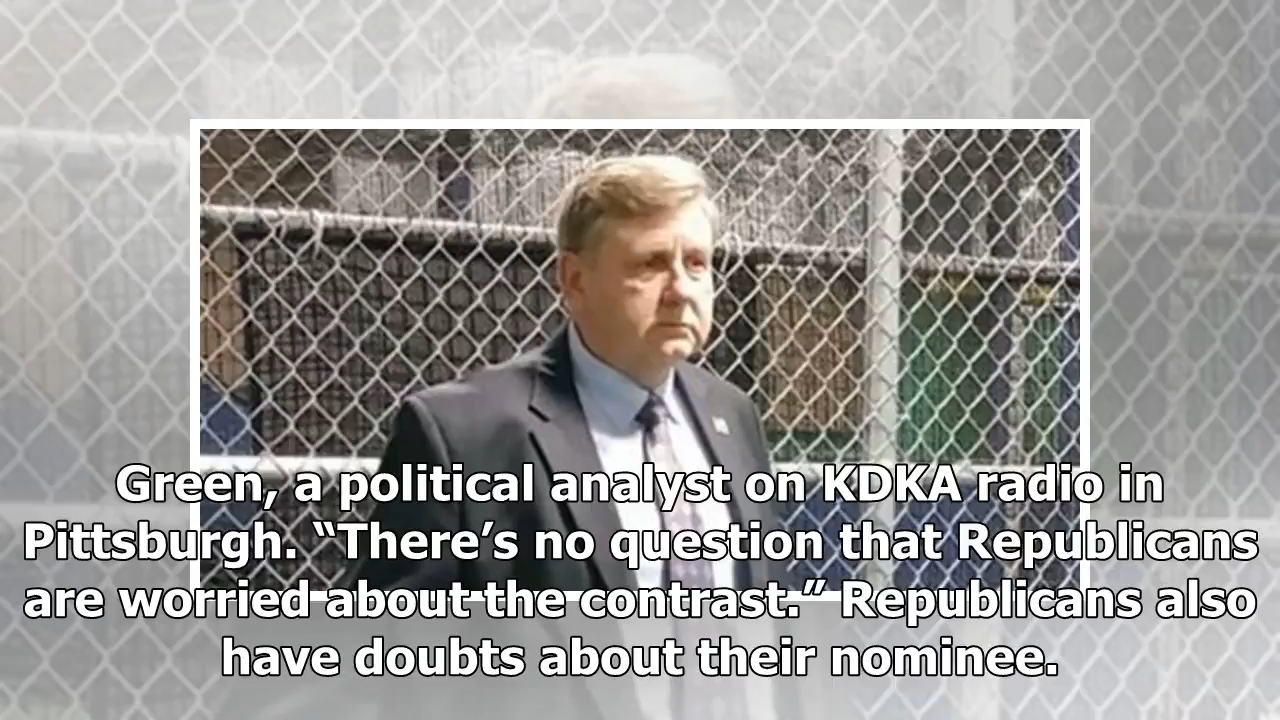 Green, a political analyst on KDKA radio in
Pittsburgh. “There’s no question that Republicans
are worried about the contrast.” Republicans also
have doubts about their nominee.